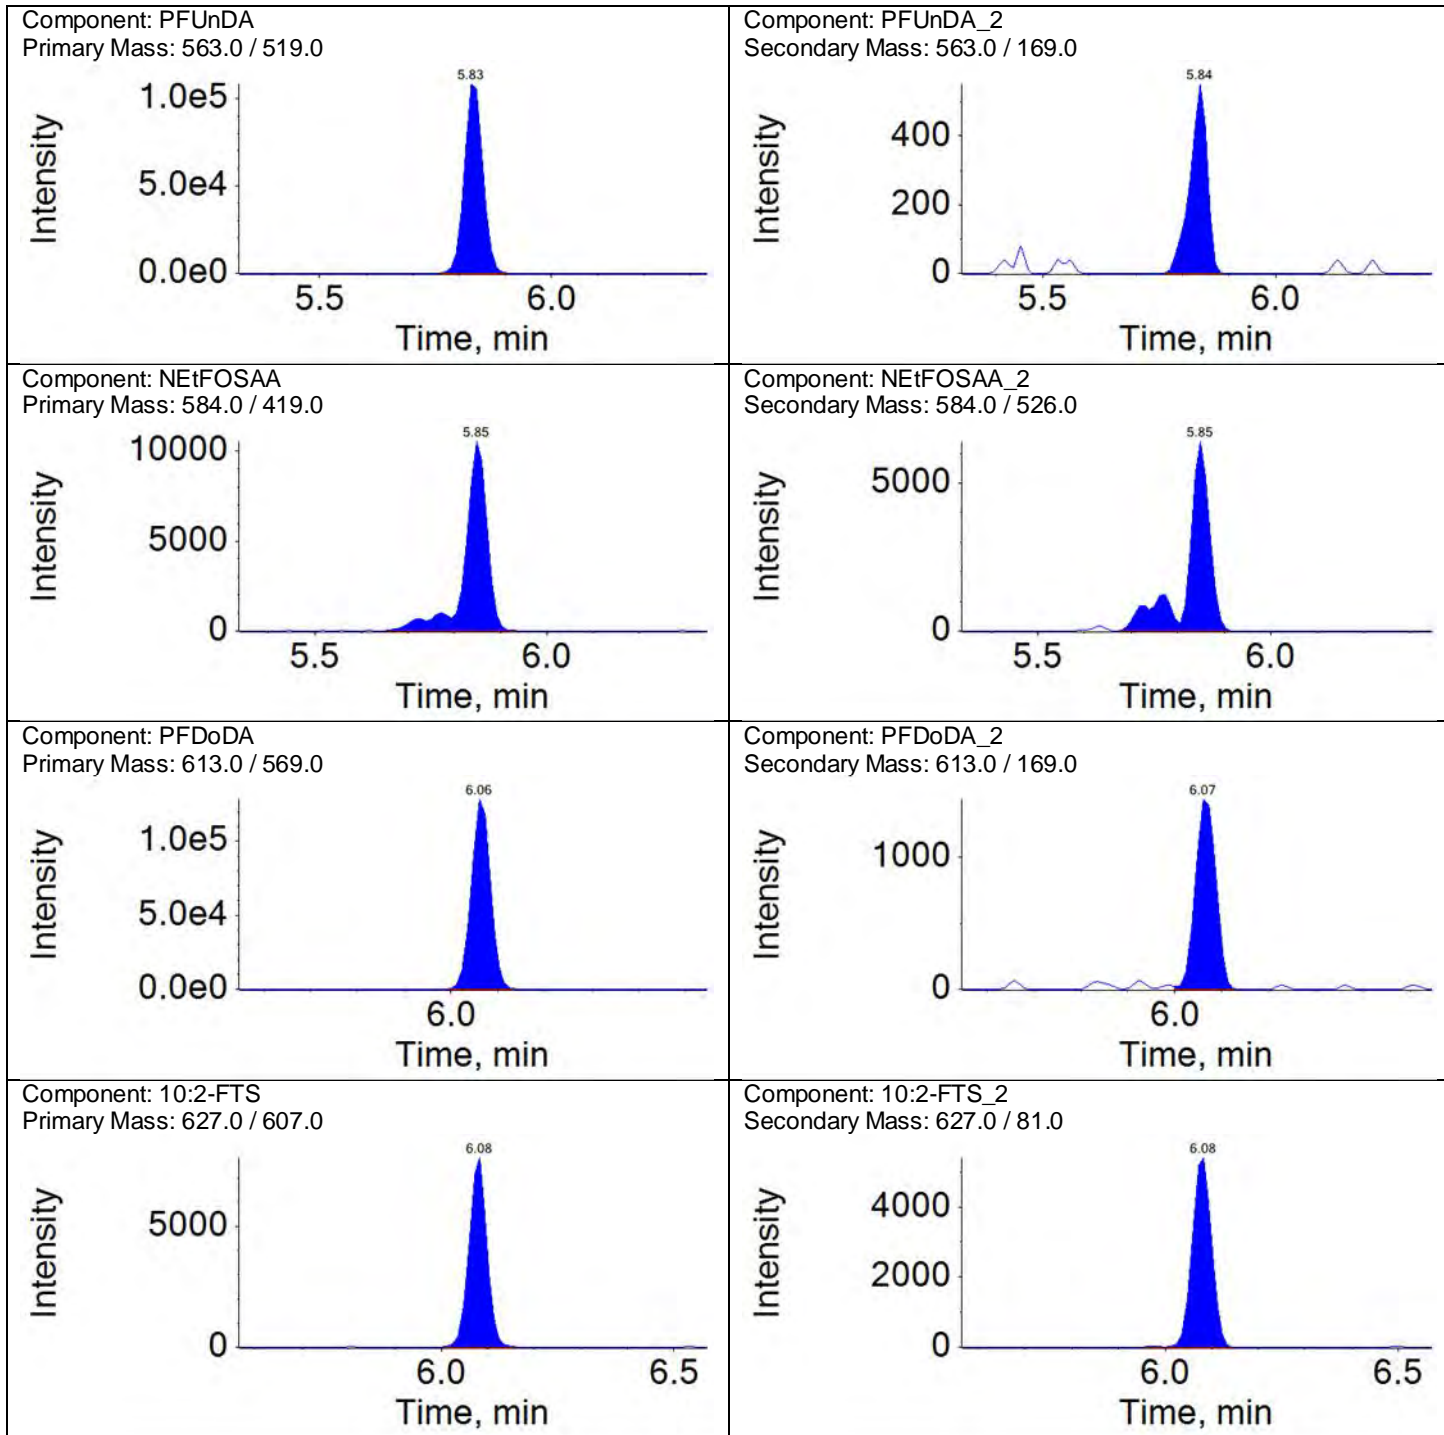 Component: PFUnDA
Primary Mass: 563.0 / 519.0
5.83
1.0e5
5.0e4
0.0e0
Intensity
5.5 6.0
Time, min
Component: PFUnDA_2
Secondary Mass: 563.0 / 169.0
5.84
400
200
0
Intensity
5.5 6.0
Time, min
Component: NEtFOSAA
Primary Mass: 584.0 / 419.0
5.85
10000
5000
0
Intensity
5.5 6.0
Time, min
Component: NEtFOSAA_2
Secondary Mass: 584.0 / 526.0
5.85
5000
0
Intensity
5.5 6.0
Time, min
Component: PFDoDA
Primary Mass: 613.0 / 569.0
6.06
1.0e5
5.0e4
0.0e0
Intensity
6.0
Time, min
Component: PFDoDA_2
Secondary Mass: 613.0 / 169.0
6.07
1000
0
Intensity
6.0
Time, min
Component: 10:2-FTS
Primary Mass: 627.0 / 607.0
6.08
5000
0
Intensity
6.0 6.5
Time, min
Component: 10:2-FTS_2
Secondary Mass: 627.0 / 81.0
6.08
4000
2000
0
Intensity
6.0 6.5
Time, min